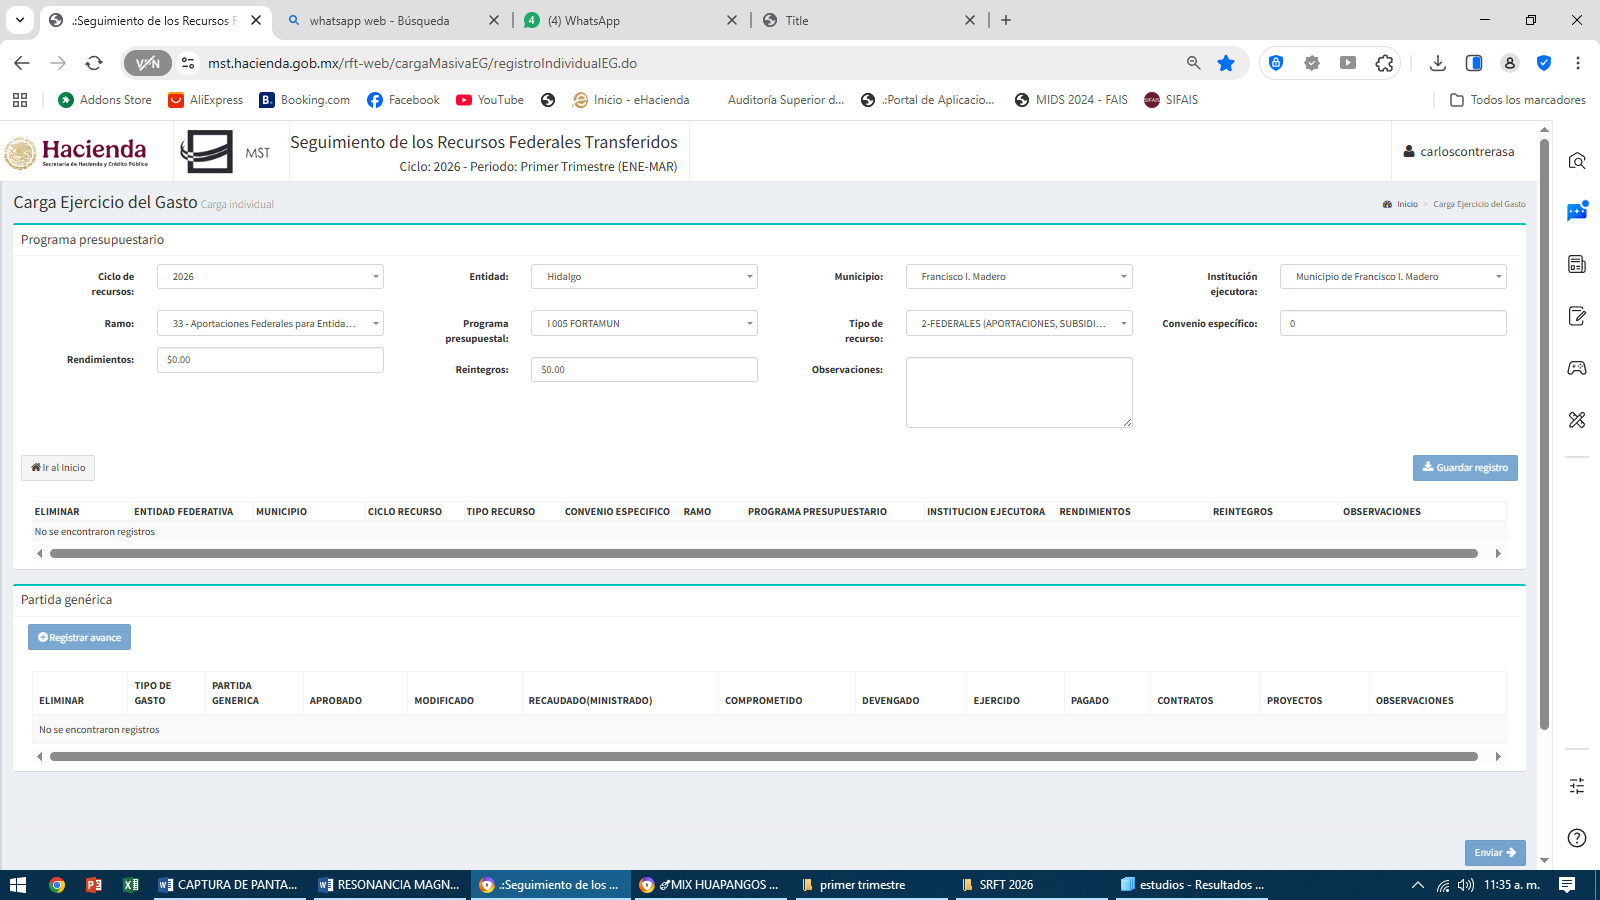 .:Seguimiento de los Recursos F
whatsapp web - Búsqueda
4
(4) WhatsApp
Title
VPN
mst.hacienda.gob.mx/rft-web/cargaMasivaEG/registroIndividualEG.do
Addons Store
AliExpress
B.
Booking.com
Facebook
YouTube
Inicio - eHacienda
Auditoría Superior d...
.:Portal de Aplicacio...
MIDS 2024 - FAIS
SIFAIS
SIFAIS
Todos los marcadores
Hacienda
Secretaría de Hacienda y Crédito Público
MST
Seguimiento de los Recursos Federales Transferidos
Ciclo: 2026 - Periodo: Primer Trimestre (ENE-MAR)
carloscontrerasa
Carga Ejercicio del Gasto Carga individual
Inicio > Carga Ejercicio del Gasto
Programa presupuestario
Ciclo de recursos:
2026
Entidad:
Hidalgo
Municipio:
Francisco I. Madero
Institución ejecutora:
Municipio de Francisco I. Madero
Ramo:
33 - Aportaciones Federales para Entida...
Programa presupuestal:
I 005 FORTAMUN
Tipo de recurso:
2-FEDERALES (APORTACIONES, SUBSIDI...
Convenio específico:
0
Rendimientos:
$0.00
Reintegros:
$0.00
Observaciones:
Ir al Inicio
Guardar registro
ELIMINAR ENTIDAD FEDERATIVA MUNICIPIO CICLO RECURSO TIPO RECURSO CONVENIO ESPECIFICO RAMO PROGRAMA PRESUPUESTARIO INSTITUCION EJECUTORA RENDIMIENTOS REINTEGROS OBSERVACIONES
No se encontraron registros
Partida genérica
Registrar avance
ELIMINAR TIPO DE GASTO PARTIDA GENERICA APROBADO MODIFICADO RECAUDADO(MINISTRADO) COMPROMETIDO DEVENGADO EJERCIDO PAGADO CONTRATOS PROYECTOS OBSERVACIONES
No se encontraron registros
Enviar
CAPTURA DE PANTA...
RESONANCIA MAGN...
.:Seguimiento de los ...
MIX HUAPANGOS ...
primer trimestre
SRFT 2026
estudios - Resultados ...
11:35 a. m.